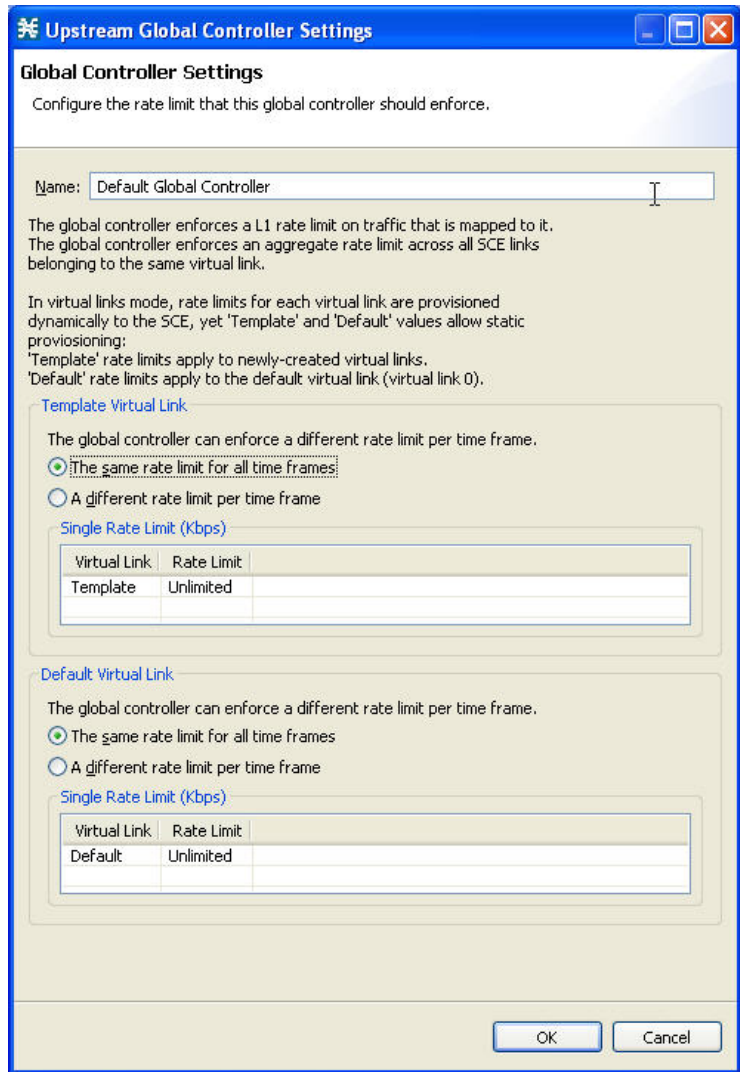 Upstream Global Controller Settings
Global Controller Settings
Configure the rate limit that this global controller should enforce.
Name: Default Global Controller
The global controller enforces a L1 rate limit on traffic that is mapped to it.
The global controller enforces an aggregate rate limit across all SCE links
belonging to the same virtual link.
In virtual links mode, rate limits for each virtual link are provisioned
dynamically to the SCE, yet 'Template' and 'Default' values allow static
proviosioning:
'Template' rate limits apply to newly-created virtual links.
'Default' rate limits apply to the default virtual link (virtual link 0).
Template Virtual Link
The global controller can enforce a different rate limit per time frame.
The same rate limit for all time frames
A different rate limit per time frame
Single Rate Limit (Kbps)
Virtual Link Rate Limit
Template Unlimited
Default Virtual Link
The global controller can enforce a different rate limit per time frame.
The same rate limit for all time frames
A different rate limit per time frame
Single Rate Limit (Kbps)
Virtual Link Rate Limit
Default Unlimited
OK Cancel